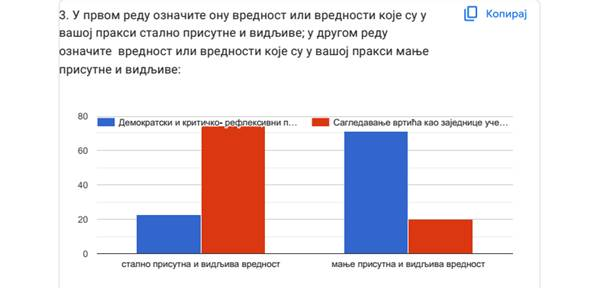 3. У првом реду означите ону вредност или вредности које су у
вашој пракси стално присутне и видљиве; у другом реду
означите вредност или вредности које су у вашој пракси мање
присутне и видљиве:
Копирај
80
Демократски и критичко- рефлексивни п...
Сагледавање вртића као заједнице уче...
60
40
20
0
стално присутна и видљива вредност
мање присутна и видљива вредност